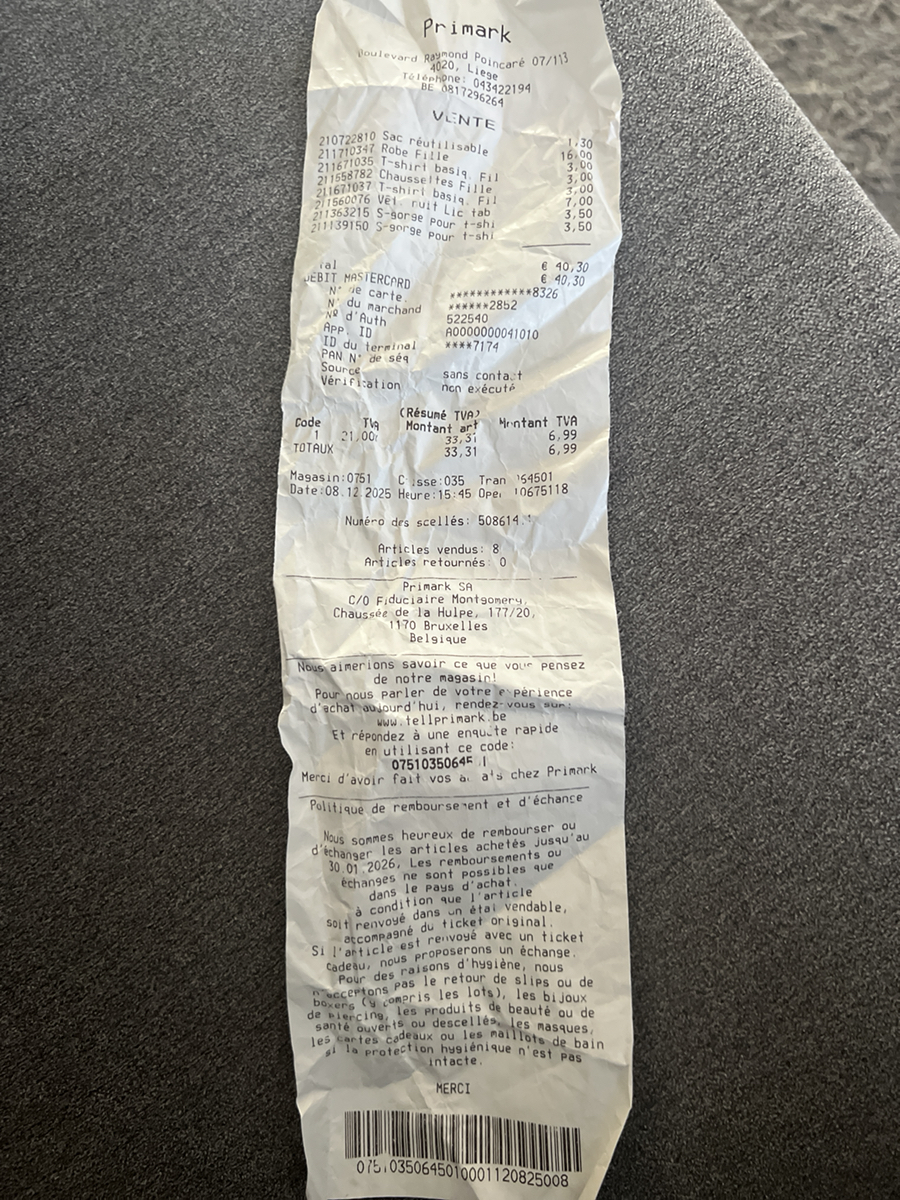 Primark
Boulevard Raymond Poincaré 07/113
4020, Liege
Téléphone: 043422194
BE 0817296264
VENTE
210722810 Sac réutilisable 1,30
211710347 Robe Fille 16,00
211671035 T-shirt basiq. Fil 3,00
211558782 Chaussettes Fille 3,00
211671037 T-shirt basiq. Fil 3,00
211560076 Vêt. nuit Lic tab 7,00
211363215 S-gorge pour t-shi 3,50
211139150 S-gorge pour t-shi 3,50
€ 40,30
DEBIT MASTERCARD € 40,30
N° de carte. ************8326
N° du marchand ******2852
Nº d'Auth 522540
App. ID A0000000041010
ID du terminal ****7174
PAN N° de séq
Source sans contact
Vérification non exécuté
(Résumé TVA)
Code TVA Montant art Montant TVA
1 21,00% 33,31 6,99
TOTAUX 33,31 6,99
Magasin:0751 Caisse:035 Tran
Date:08.12.2025 Heure:15:45 Oper 10675118
Numéro des scellés:
Articles vendus: 8
Articles retournés: 0
Primark SA
C/O Fiduciaire Montgomery,
Chaussée de la Hulpe, 177/20,
1170 Bruxelles
Belgique
Nous aimerions savoir ce que vous pensez
de notre magasin!
Pour nous parler de votre expérience
d'achat aujourd'hui, rendez-vous sur:
www.tellprimark.be
Et répondez à une enquête rapide
en utilisant ce code:
Merci d'avoir fait vos achats chez Primark
Politique de remboursement et d'échange
Nous sommes heureux de rembourser ou
d'échanger les articles achetés jusqu'au
30.01.2026, Les remboursements ou
échanges ne sont possibles que
dans le pays d'achat.
à condition que l'article
soit renvoyé dans un état vendable,
accompagné du ticket original.
Si l'article est renvoyé avec un ticket
cadeau, nous proposerons un échange.
Pour des raisons d'hygiène, nous
n'acceptons pas le retour de slips ou de
boxers (y compris les lots), les bijoux
de piercing, les produits de beauté ou de
santé ouverts ou descellés, les masques,
les cartes cadeaux ou les maillots de bain
si la protection hygiénique n'est pas
intacte.
MERCI
07510350645010001120825008